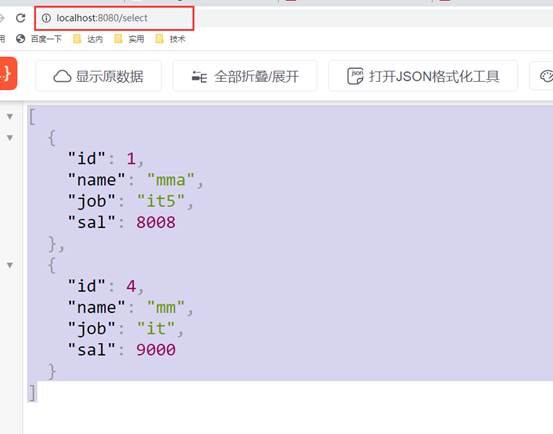 localhost:8080/select
用 百度一下 达内 实用 技术
显示原数据 全部折叠/展开 json 打开JSON格式化工具
[
{
"id": 1,
"name": "mma",
"job": "it5",
"sal": 8008
},
{
"id": 4,
"name": "mm",
"job": "it",
"sal": 9000
}
]